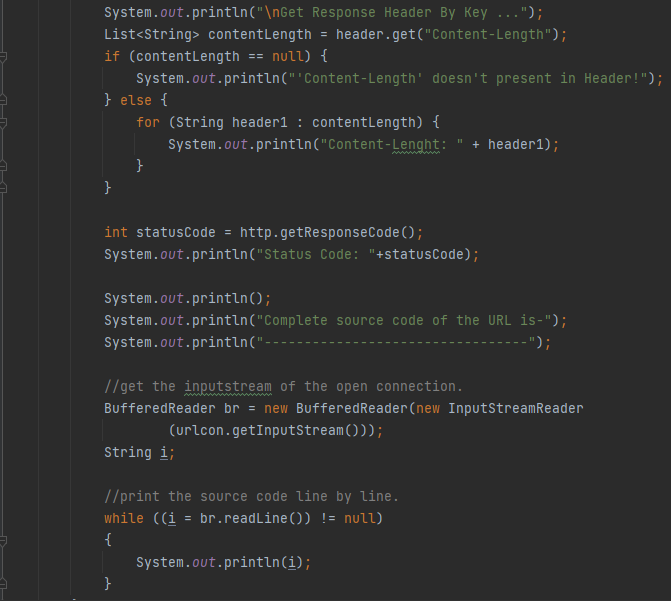 System.out.println("\nGet Response Header By Key ...");
List<String> contentLength = header.get("Content-Length");
if (contentLength == null) {
System.out.println("'Content-Length' doesn't present in Header!");
} else {
for (String header1 : contentLength) {
System.out.println("Content-Lenght: " + header1);
}
}
int statusCode = http.getResponseCode();
System.out.println("Status Code: "+statusCode);
System.out.println();
System.out.println("Complete source code of the URL is-");
System.out.println("---------------------------------");
//get the inputstream of the open connection.
BufferedReader br = new BufferedReader(new InputStreamReader
(urlcon.getInputStream()));
String i;
//print the source code line by line.
while ((i = br.readLine()) != null)
{
System.out.println(i);
}